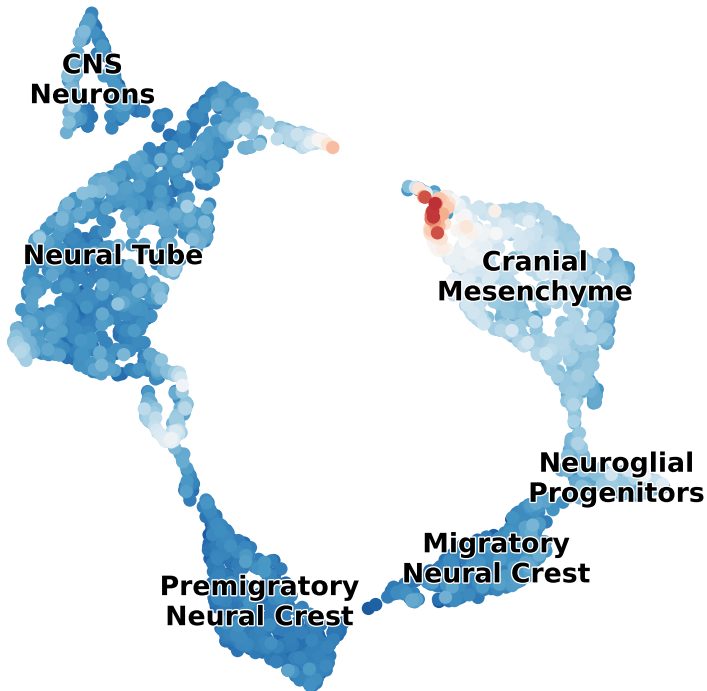 CNS
Neurons
Neural Tube
Cranial
Mesenchyme
Neuroglial
Progenitors
Migratory
Neural Crest
Premigratory
Neural Crest